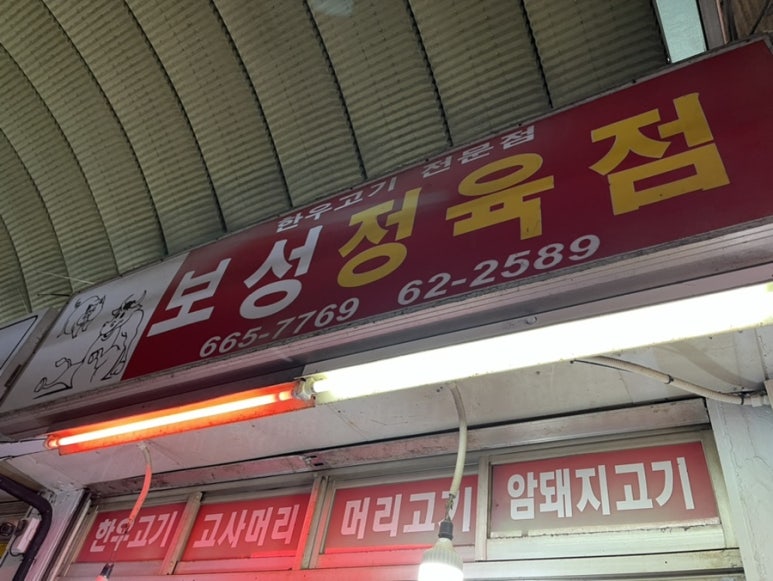 한우고기 전문점
보성정육점
665-7769 62-2589
한우고기 고사머리 머리고기 암돼지고기